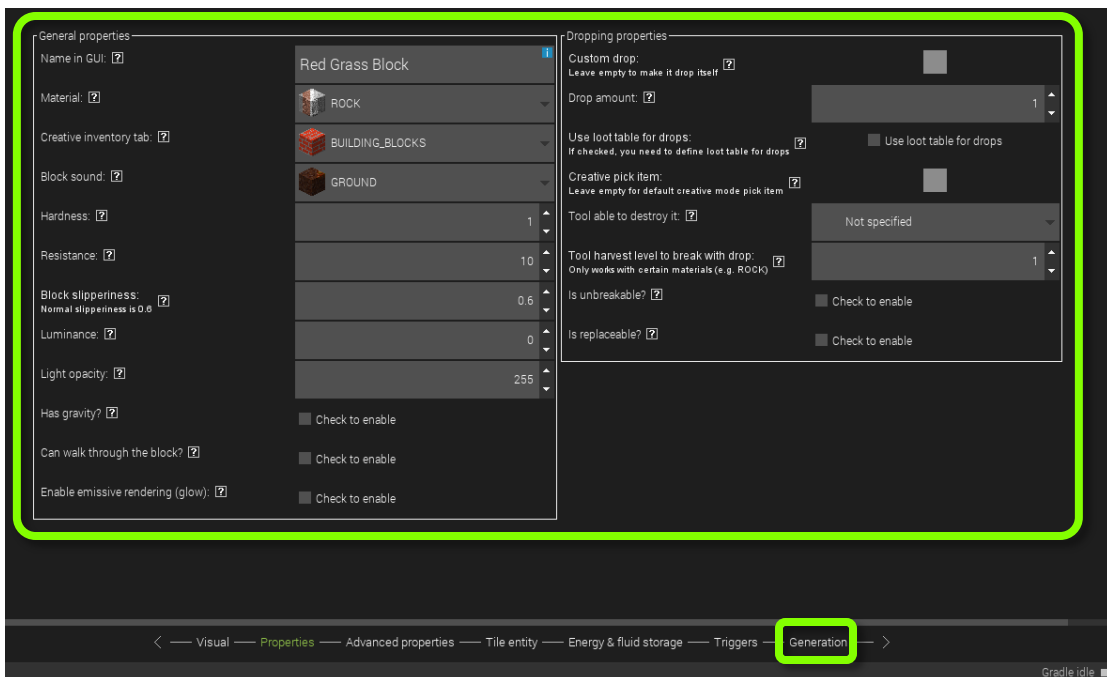 General properties
Name in GUI: [?]
Red Grass Block
i
Material: [?]
ROCK
Creative inventory tab: [?]
BUILDING_BLOCKS
Block sound: [?]
GROUND
Hardness: [?]
1
Resistance: [?]
10
Block slipperiness:
Normal slipperiness is 0.6 [?]
0.6
Luminance: [?]
0
Light opacity: [?]
255
Has gravity? [?]
Check to enable
Can walk through the block? [?]
Check to enable
Enable emissive rendering (glow): [?]
Check to enable
Dropping properties
Custom drop:
Leave empty to make it drop itself [?]
Drop amount: [?]
1
Use loot table for drops:
If checked, you need to define loot table for drops [?]
Use loot table for drops
Creative pick item:
Leave empty for default creative mode pick item [?]
Tool able to destroy it: [?]
Not specified
Tool harvest level to break with drop:
Only works with certain materials (e.g. ROCK) [?]
1
Is unbreakable? [?]
Check to enable
Is replaceable? [?]
Check to enable
Visual Properties Advanced properties Tile entity Energy & fluid storage Triggers Generation
Gradle idle